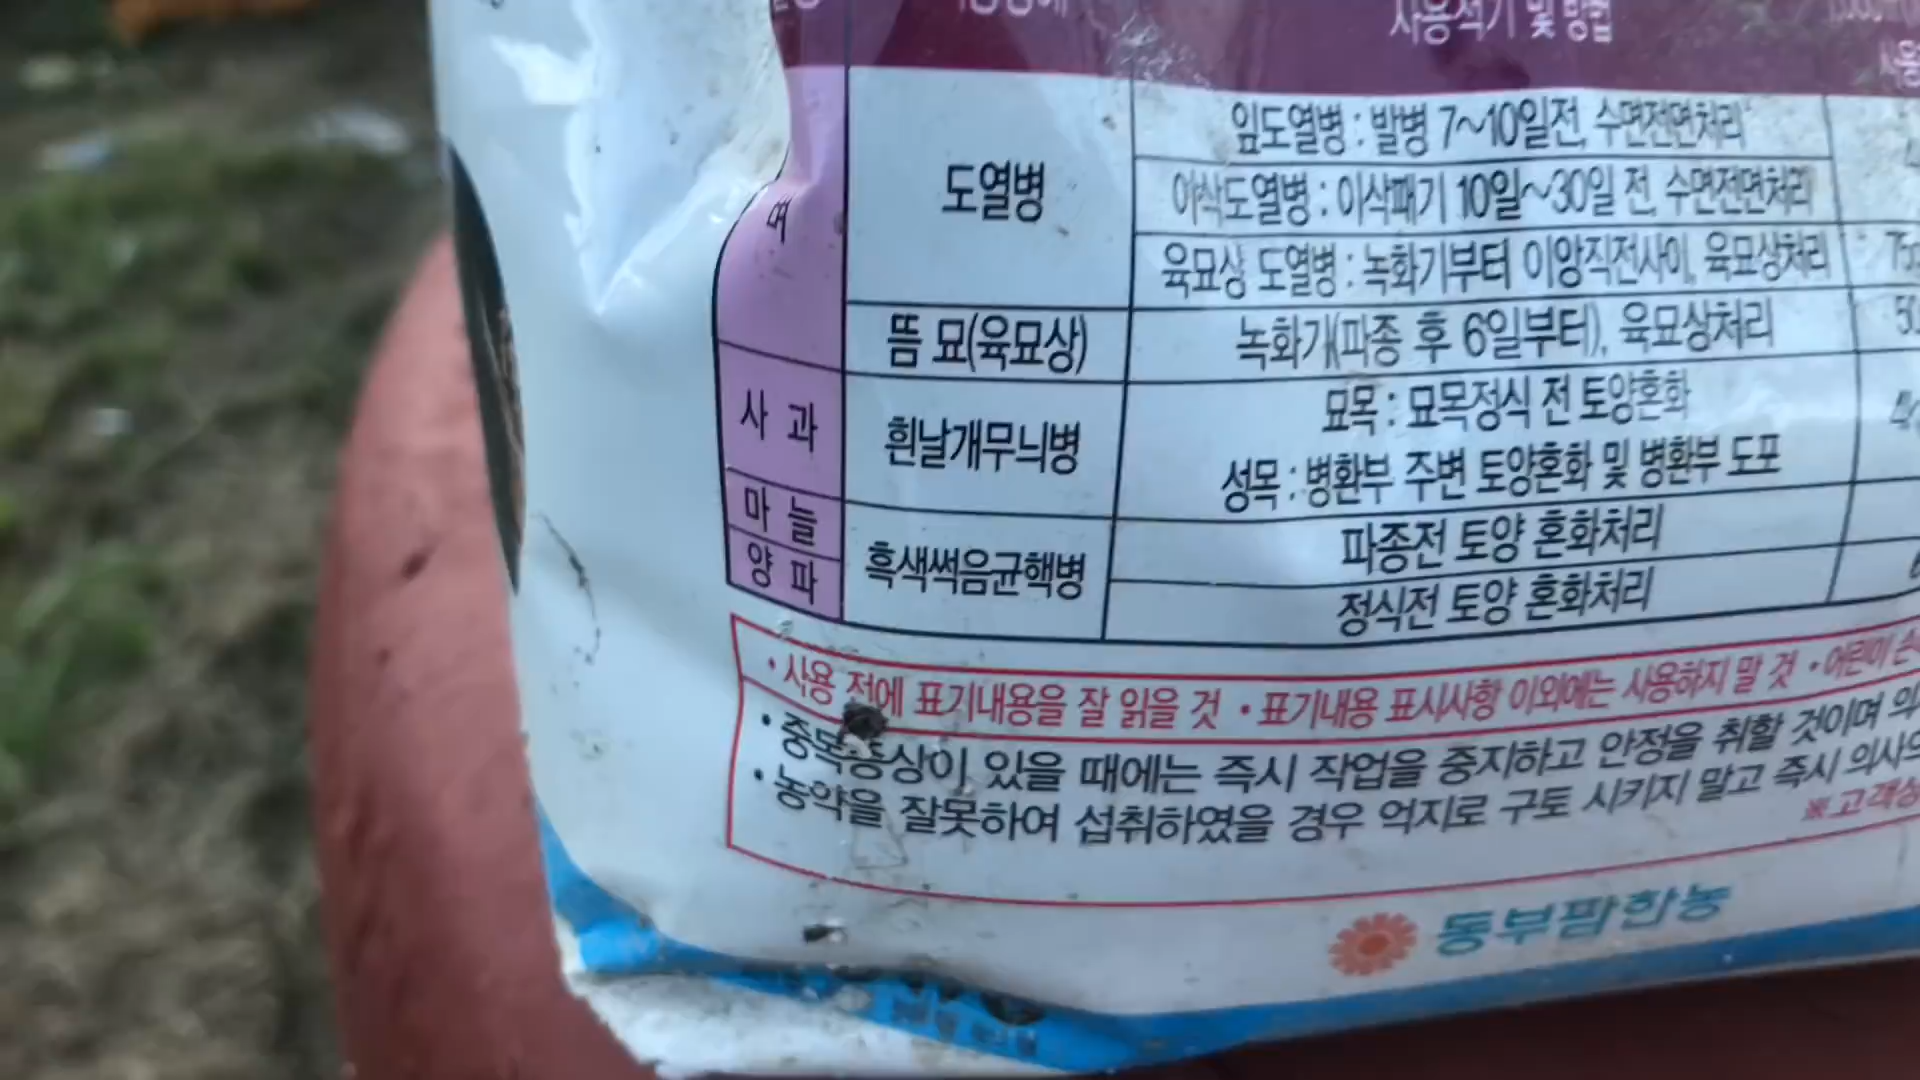 사용적기 및 방법
벼
도열병
잎도열병 : 발병 7~10일전, 수면전면처리
이삭도열병 : 이삭패기 10일~30일 전, 수면전면처리
육묘상 도열병 : 녹화기부터 이앙직전사이, 육묘상처리
뜸 묘(육묘상)
녹화기(파종 후 6일부터), 육묘상처리
사 과
흰날개무늬병
묘목 : 묘목정식 전 토양혼화
성목 : 병환부 주변 토양혼화 및 병환부 도포
마 늘
양 파
흑색썩음균핵병
파종전 토양 혼화처리
정식전 토양 혼화처리
• 사용 전에 표기내용을 잘 읽을 것 • 표기내용 표시사항 이외에는 사용하지 말 것 • 어린이
• 중독증상이 있을 때에는 즉시 작업을 중지하고 안정을 취할 것이며
• 농약을 잘못하여 섭취하였을 경우 억지로 구토 시키지 말고 즉시
동부팜한농